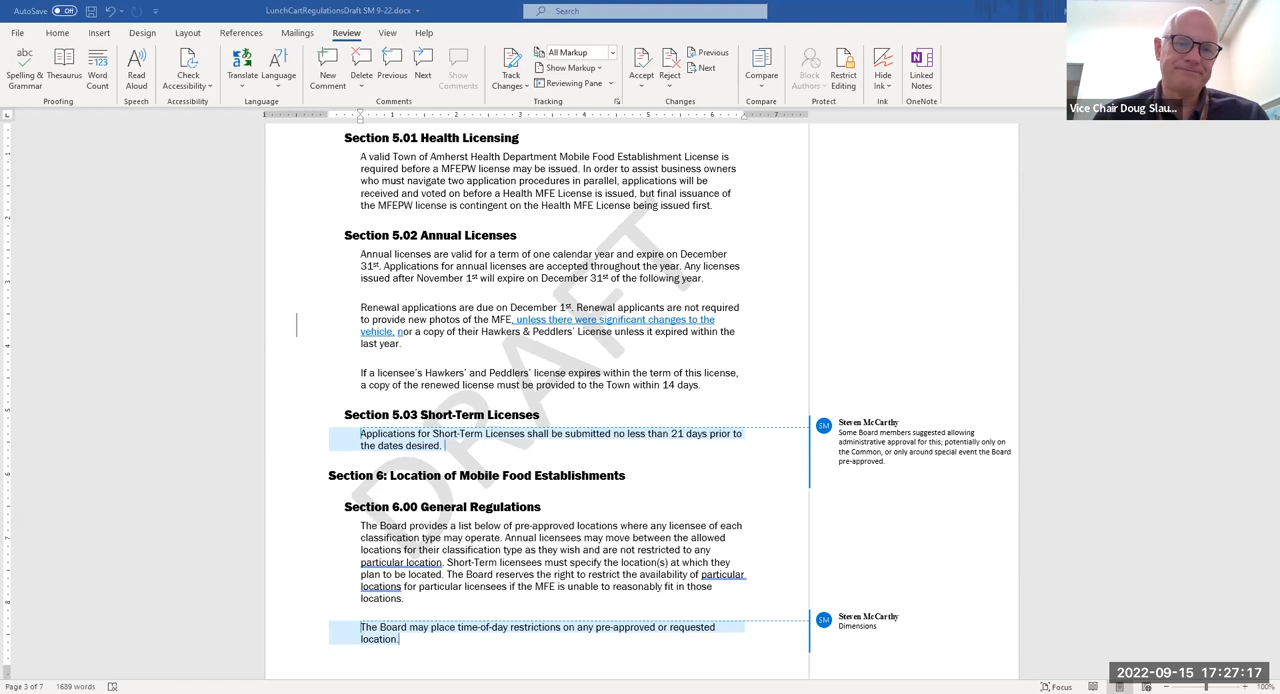 AutoSave Off LunchCartRegulationsDraft SM 9-22.docx Search
File Home Insert Design Layout References Mailings Review View Help
Spelling & Grammar Thesaurus Word Count Read Aloud Check Accessibility Translate Language New Comment Delete Previous Next Show Comments Track Changes All Markup Show Markup Reviewing Pane Accept Reject Previous Next Compare Block Authors Restrict Editing Hide Ink Linked Notes
Proofing Speech Accessibility Language Comments Tracking Changes Compare Protect Ink OneNote
Vice Chair Doug Slau...
Section 5.01 Health Licensing
A valid Town of Amherst Health Department Mobile Food Establishment License is
required before a MFEPW license may be issued. In order to assist business owners
who must navigate two application procedures in parallel, applications will be
received and voted on before a Health MFE License is issued, but final issuance of
the MFEPW license is contingent on the Health MFE License being issued first.
Section 5.02 Annual Licenses
Annual licenses are valid for a term of one calendar year and expire on December
31st. Applications for annual licenses are accepted throughout the year. Any licenses
issued after November 1st will expire on December 31st of the following year.
Renewal applications are due on December 1st. Renewal applicants are not required
to provide new photos of the MFE, unless there were significant changes to the
vehicle, nor a copy of their Hawkers & Peddlers' License unless it expired within the
last year.
If a licensee's Hawkers' and Peddlers' license expires within the term of this license,
a copy of the renewed license must be provided to the Town within 14 days.
Section 5.03 Short-Term Licenses
Applications for Short-Term Licenses shall be submitted no less than 21 days prior to
the dates desired.
Steven McCarthy
Some Board members suggested allowing
administrative approval for this; potentially only on
the Common, or only around special event the Board
pre-approved.
Section 6: Location of Mobile Food Establishments
Section 6.00 General Regulations
The Board provides a list below of pre-approved locations where any licensee of each
classification type may operate. Annual licensees may move between the allowed
locations for their classification type as they wish and are not restricted to any
particular location. Short-Term licensees must specify the location(s) at which they
plan to be located. The Board reserves the right to restrict the availability of particular
locations for particular licensees if the MFE is unable to reasonably fit in those
locations.
The Board may place time-of-day restrictions on any pre-approved or requested
location.
Steven McCarthy
Dimensions
DRAFT
2022-09-15 17:27:17
Page 3 of 7 1689 words Focus 100%